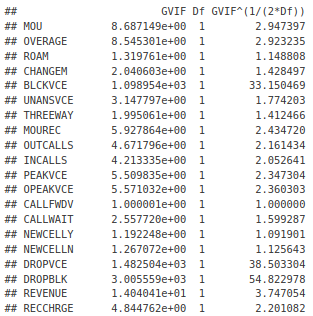 ##              GVIF Df GVIF^(1/(2*Df))
## MOU      8.687149e+00  1        2.947397
## OVERAGE  8.545301e+00  1        2.923235
## ROAM     1.319761e+00  1        1.148808
## CHANGEM  2.040603e+00  1        1.428497
## BLCKVCE  1.098954e+03  1       33.150469
## UNANSVCE 3.147797e+00  1        1.774203
## THREEWAY 1.995061e+00  1        1.412466
## MOUREC   5.927864e+00  1        2.434720
## OUTCALLS 4.671796e+00  1        2.161434
## INCALLS  4.213335e+00  1        2.052641
## PEAKVCE  5.509835e+00  1        2.347304
## OPEAKVCE 5.571032e+00  1        2.360303
## CALLFWDV 1.000001e+00  1        1.000000
## CALLWAIT 2.557720e+00  1        1.599287
## NEWCELLY 1.192248e+00  1        1.091901
## NEWCELLN 1.267072e+00  1        1.125643
## DROPVCE  1.482504e+03  1       38.503304
## DROPBLK  3.005559e+03  1       54.822978
## REVENUE  1.404041e+01  1        3.747054
## RECCHRGE 4.844762e+00  1        2.201082